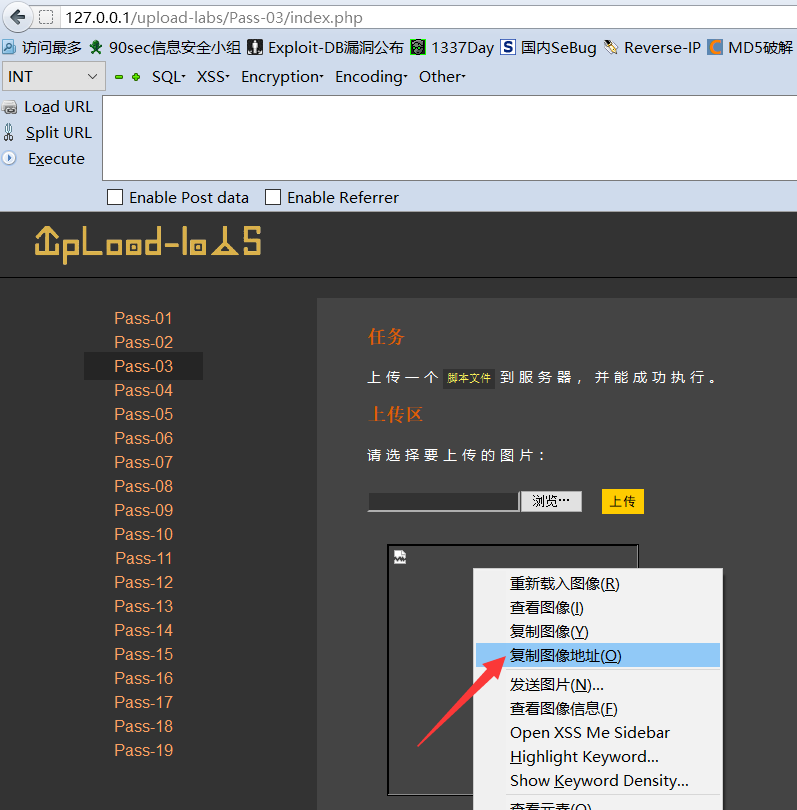 127.0.0.1/upload-labs/Pass-03/index.php
访问最多 90sec信息安全小组 Exploit-DB漏洞公布 1337Day S 国内SeBug Reverse-IP MD5破解
INT SQL XSS Encryption Encoding Other
Load URL
Split URL
Execute
Enable Post data Enable Referrer
UpLoad-labs
Pass-01
Pass-02
Pass-03
Pass-04
Pass-05
Pass-06
Pass-07
Pass-08
Pass-09
Pass-10
Pass-11
Pass-12
Pass-13
Pass-14
Pass-15
Pass-16
Pass-17
Pass-18
Pass-19
任务
上传一个 脚本文件 到服务器，并能成功执行。
上传区
请选择要上传的图片：
浏览… 上传
重新载入图像(R)
查看图像(I)
复制图像(Y)
复制图像地址(O)
发送图片(N)...
查看图像信息(F)
Open XSS Me Sidebar
Highlight Keyword...
Show Keyword Density...
查看元素(Q)